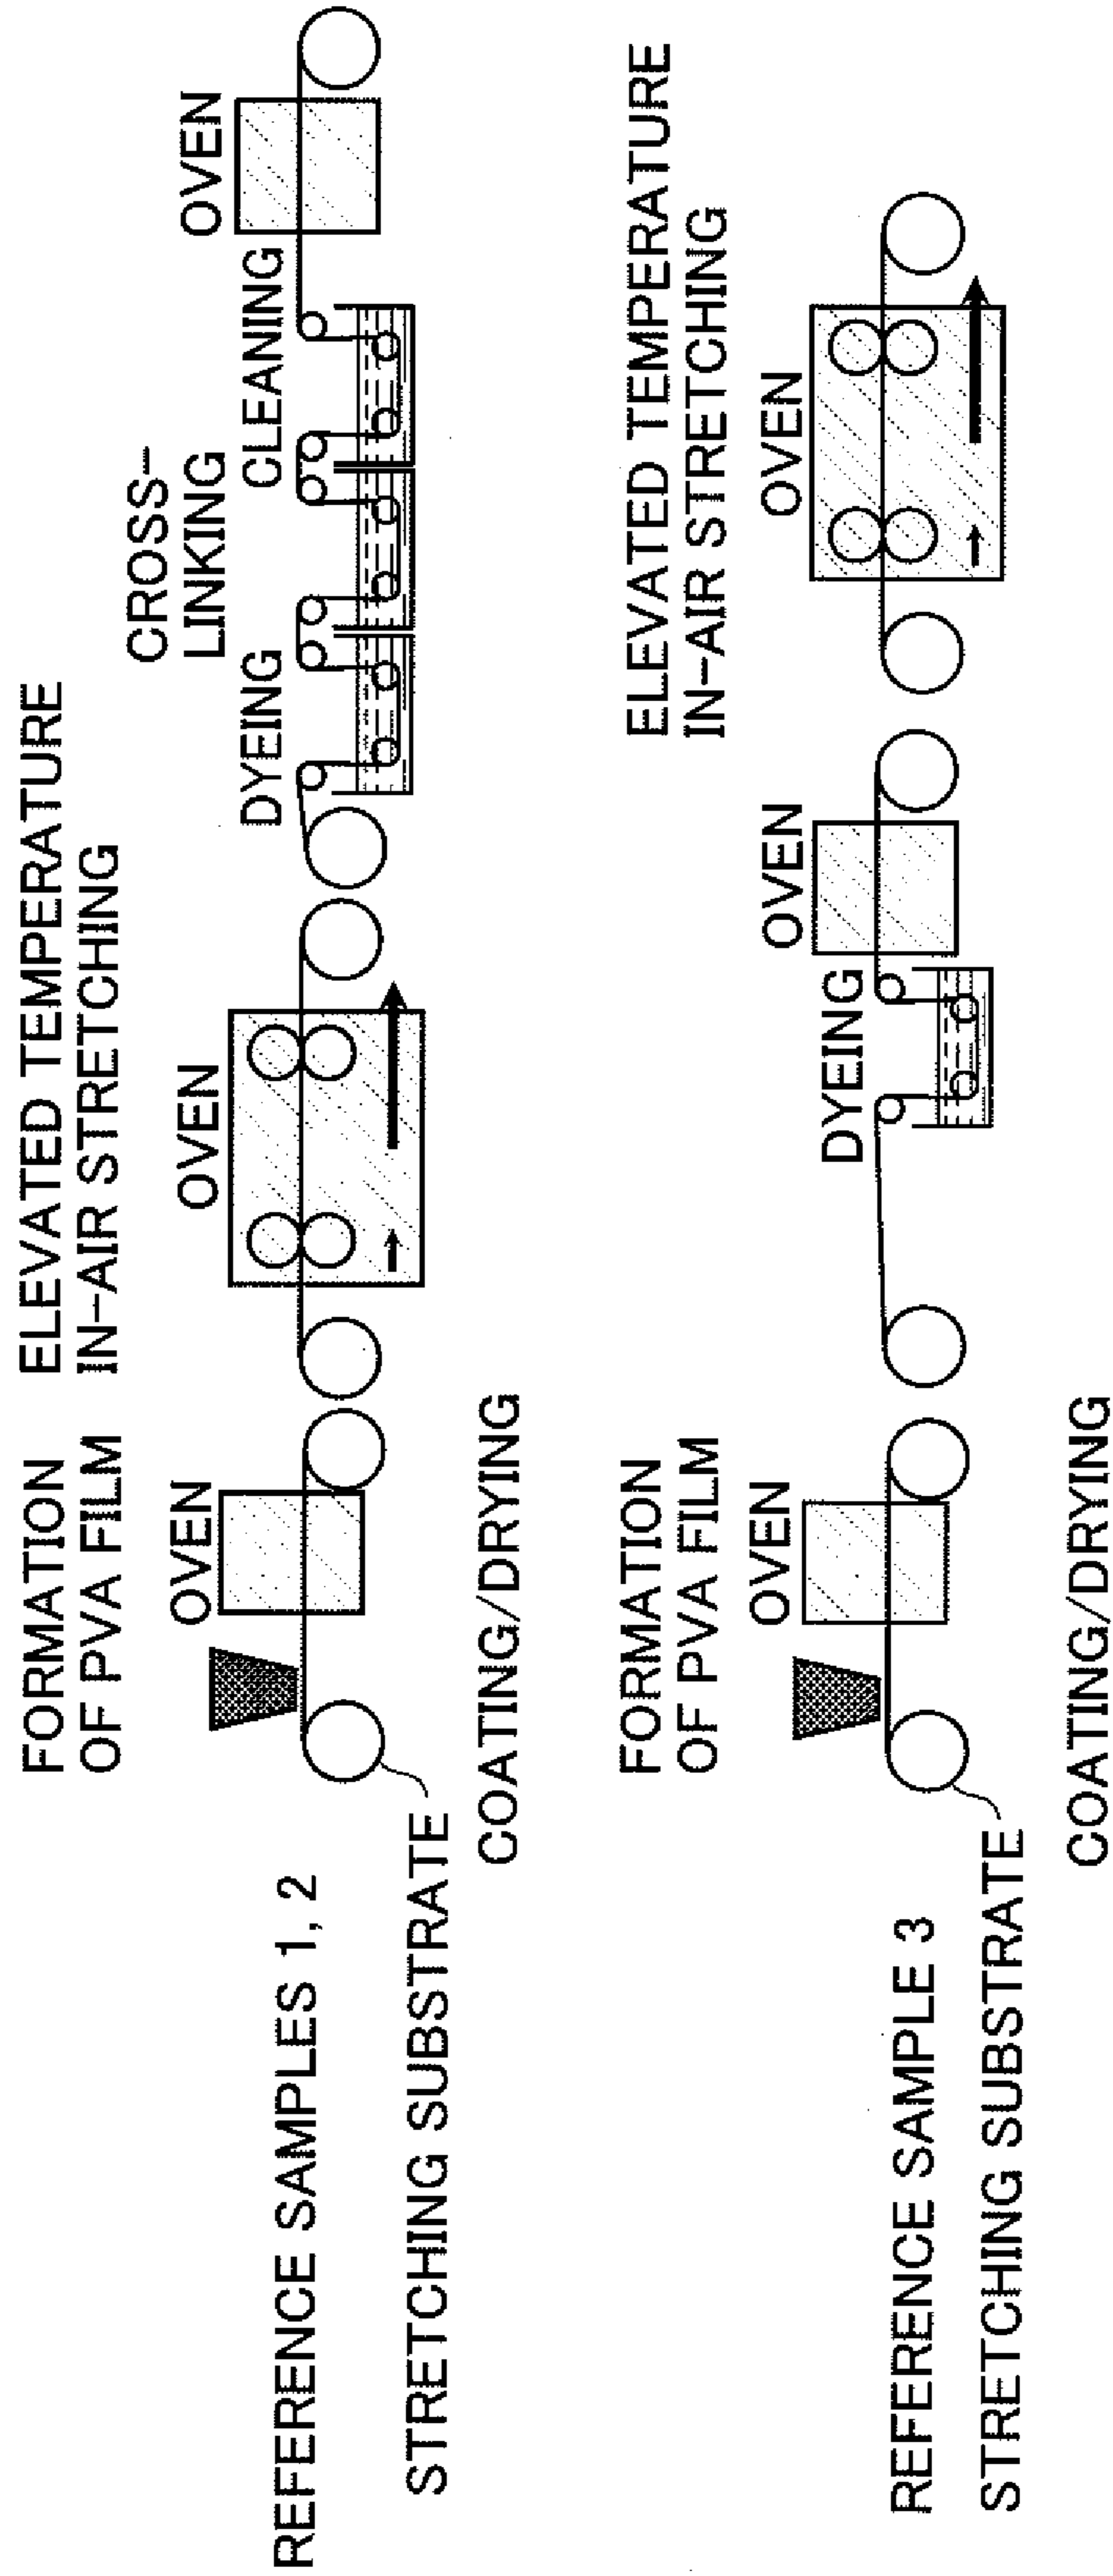 REFERENCE SAMPLES 1, 2
STRETCHING SUBSTRATE
FORMATION
OF PVA FILM
OVEN
COATING/DRYING
ELEVATED TEMPERATURE
IN-AIR STRETCHING
OVEN
DYEING
CROSS-
LINKING
CLEANING
OVEN
REFERENCE SAMPLE 3
STRETCHING SUBSTRATE
FORMATION
OF PVA FILM
OVEN
COATING/DRYING
DYEING
OVEN
ELEVATED TEMPERATURE
IN-AIR STRETCHING
OVEN